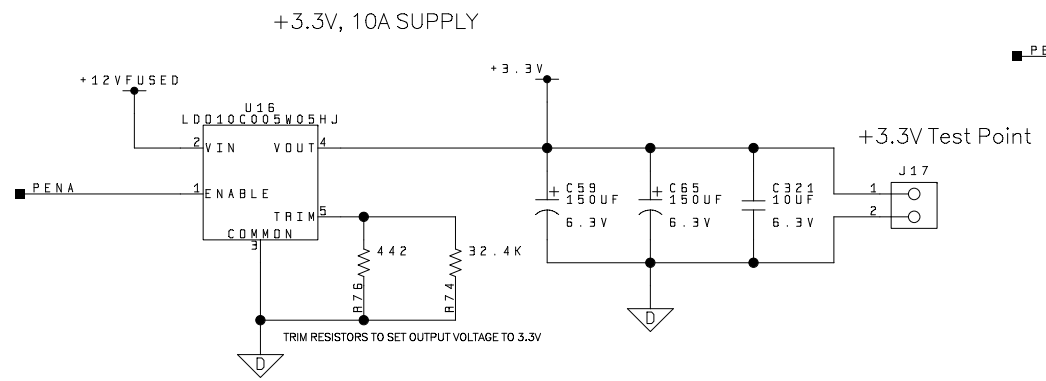 +3.3V, 10A SUPPLY
PE
+3.3V
+12VFUSED
U16
LDO10C005W05HJ
+3.3V Test Point
2 VIN VOUT 4
J17
PENA 1 ENABLE
C59
150UF
6.3V
C65
150UF
6.3V
C321
10UF
6.3V
1
2
TRIM 5
COMMON
3
442
R76
32.4K
R74
TRIM RESISTORS TO SET OUTPUT VOLTAGE TO 3.3V
D
D